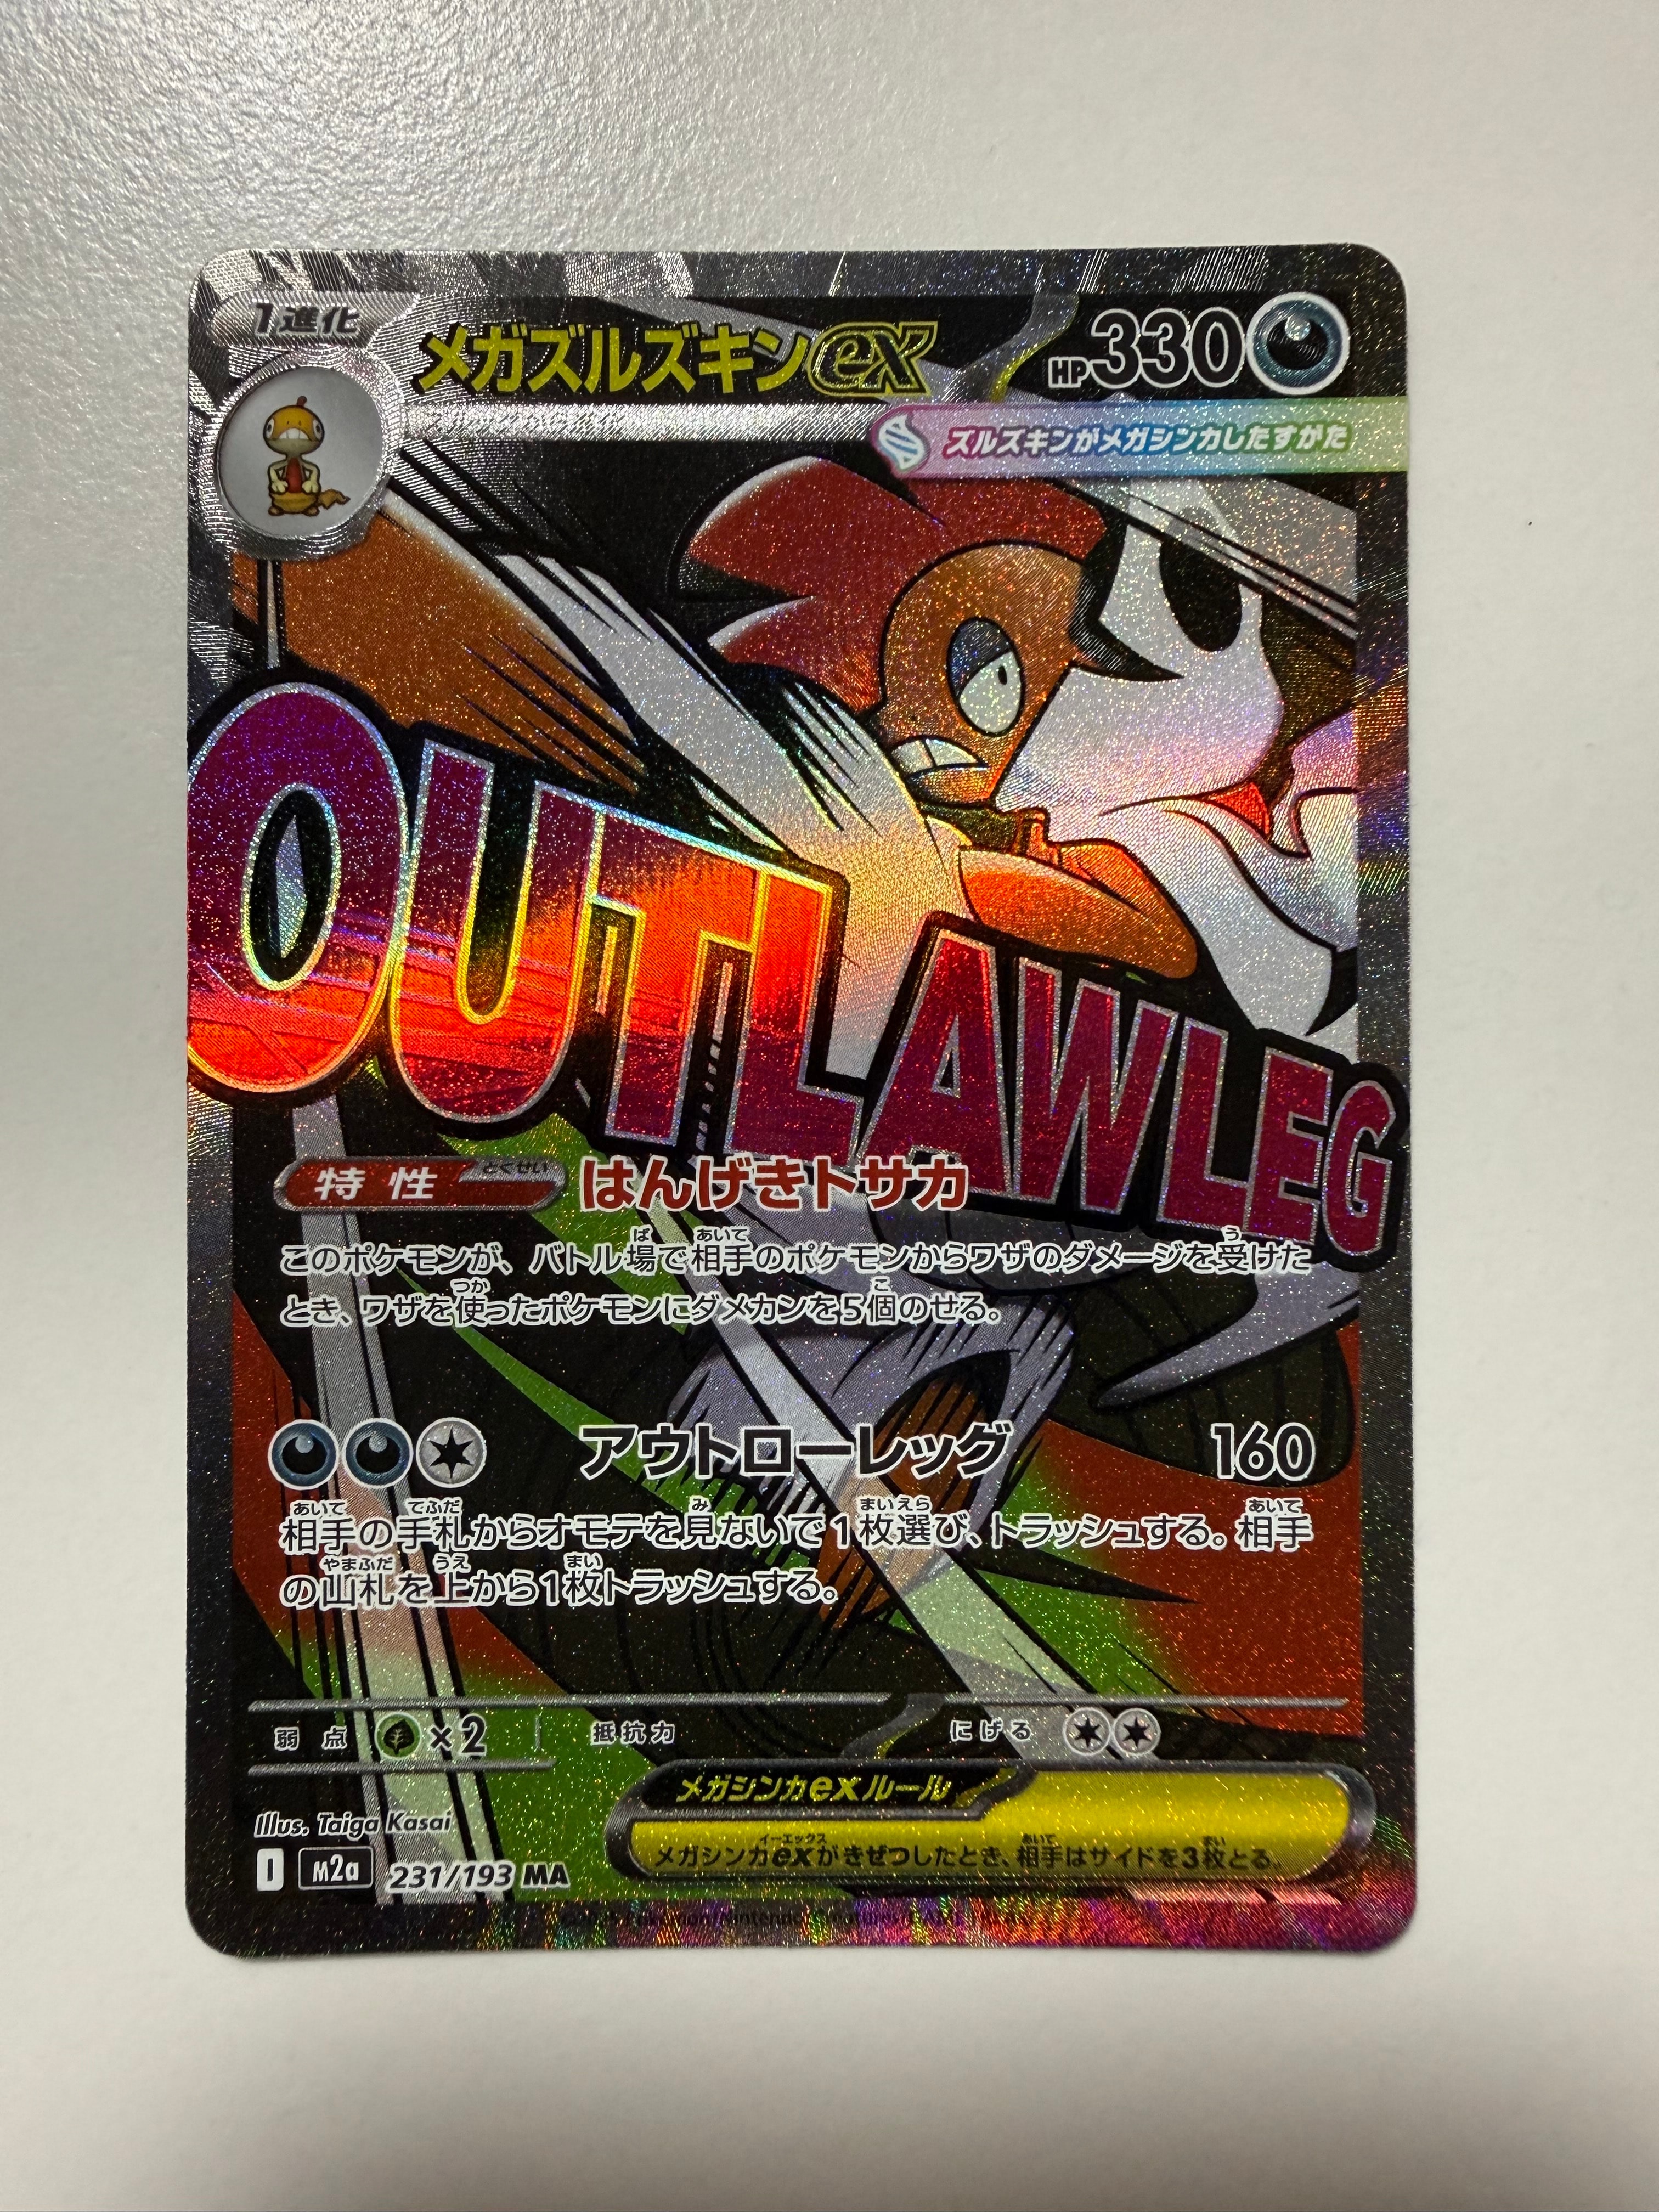 1進化
メガズルズキンex
HP330
ズルズキンがメガシンカしたすがた
OUTLAWLEG
特性 とくせい はんげきトサカ
このポケモンが、バトル場で相手のポケモンからワザのダメージを受けた
とき、ワザを使ったポケモンにダメカンを5個のせる。
アウトローレッグ 160
相手の手札からオモテを見ないで1枚選び、トラッシュする。相手
の山札を上から1枚トラッシュする。
弱点 ×2 抵抗力 にげる
メガシンカexルール
メガシンカexがきぜつしたとき、相手はサイドを3枚とる。
Illus. Taiga Kasai
I m2a 231/193 MA